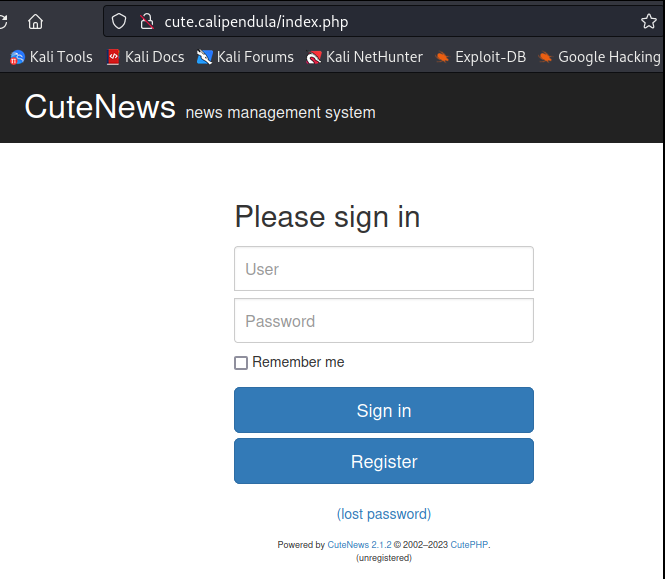 cute.calipendula/index.php
Kali Tools Kali Docs Kali Forums Kali NetHunter Exploit-DB Google Hacking
CuteNews news management system
Please sign in
User
Password
Remember me
Sign in
Register
(lost password)
Powered by CuteNews 2.1.2 © 2002–2023 CutePHP.
(unregistered)